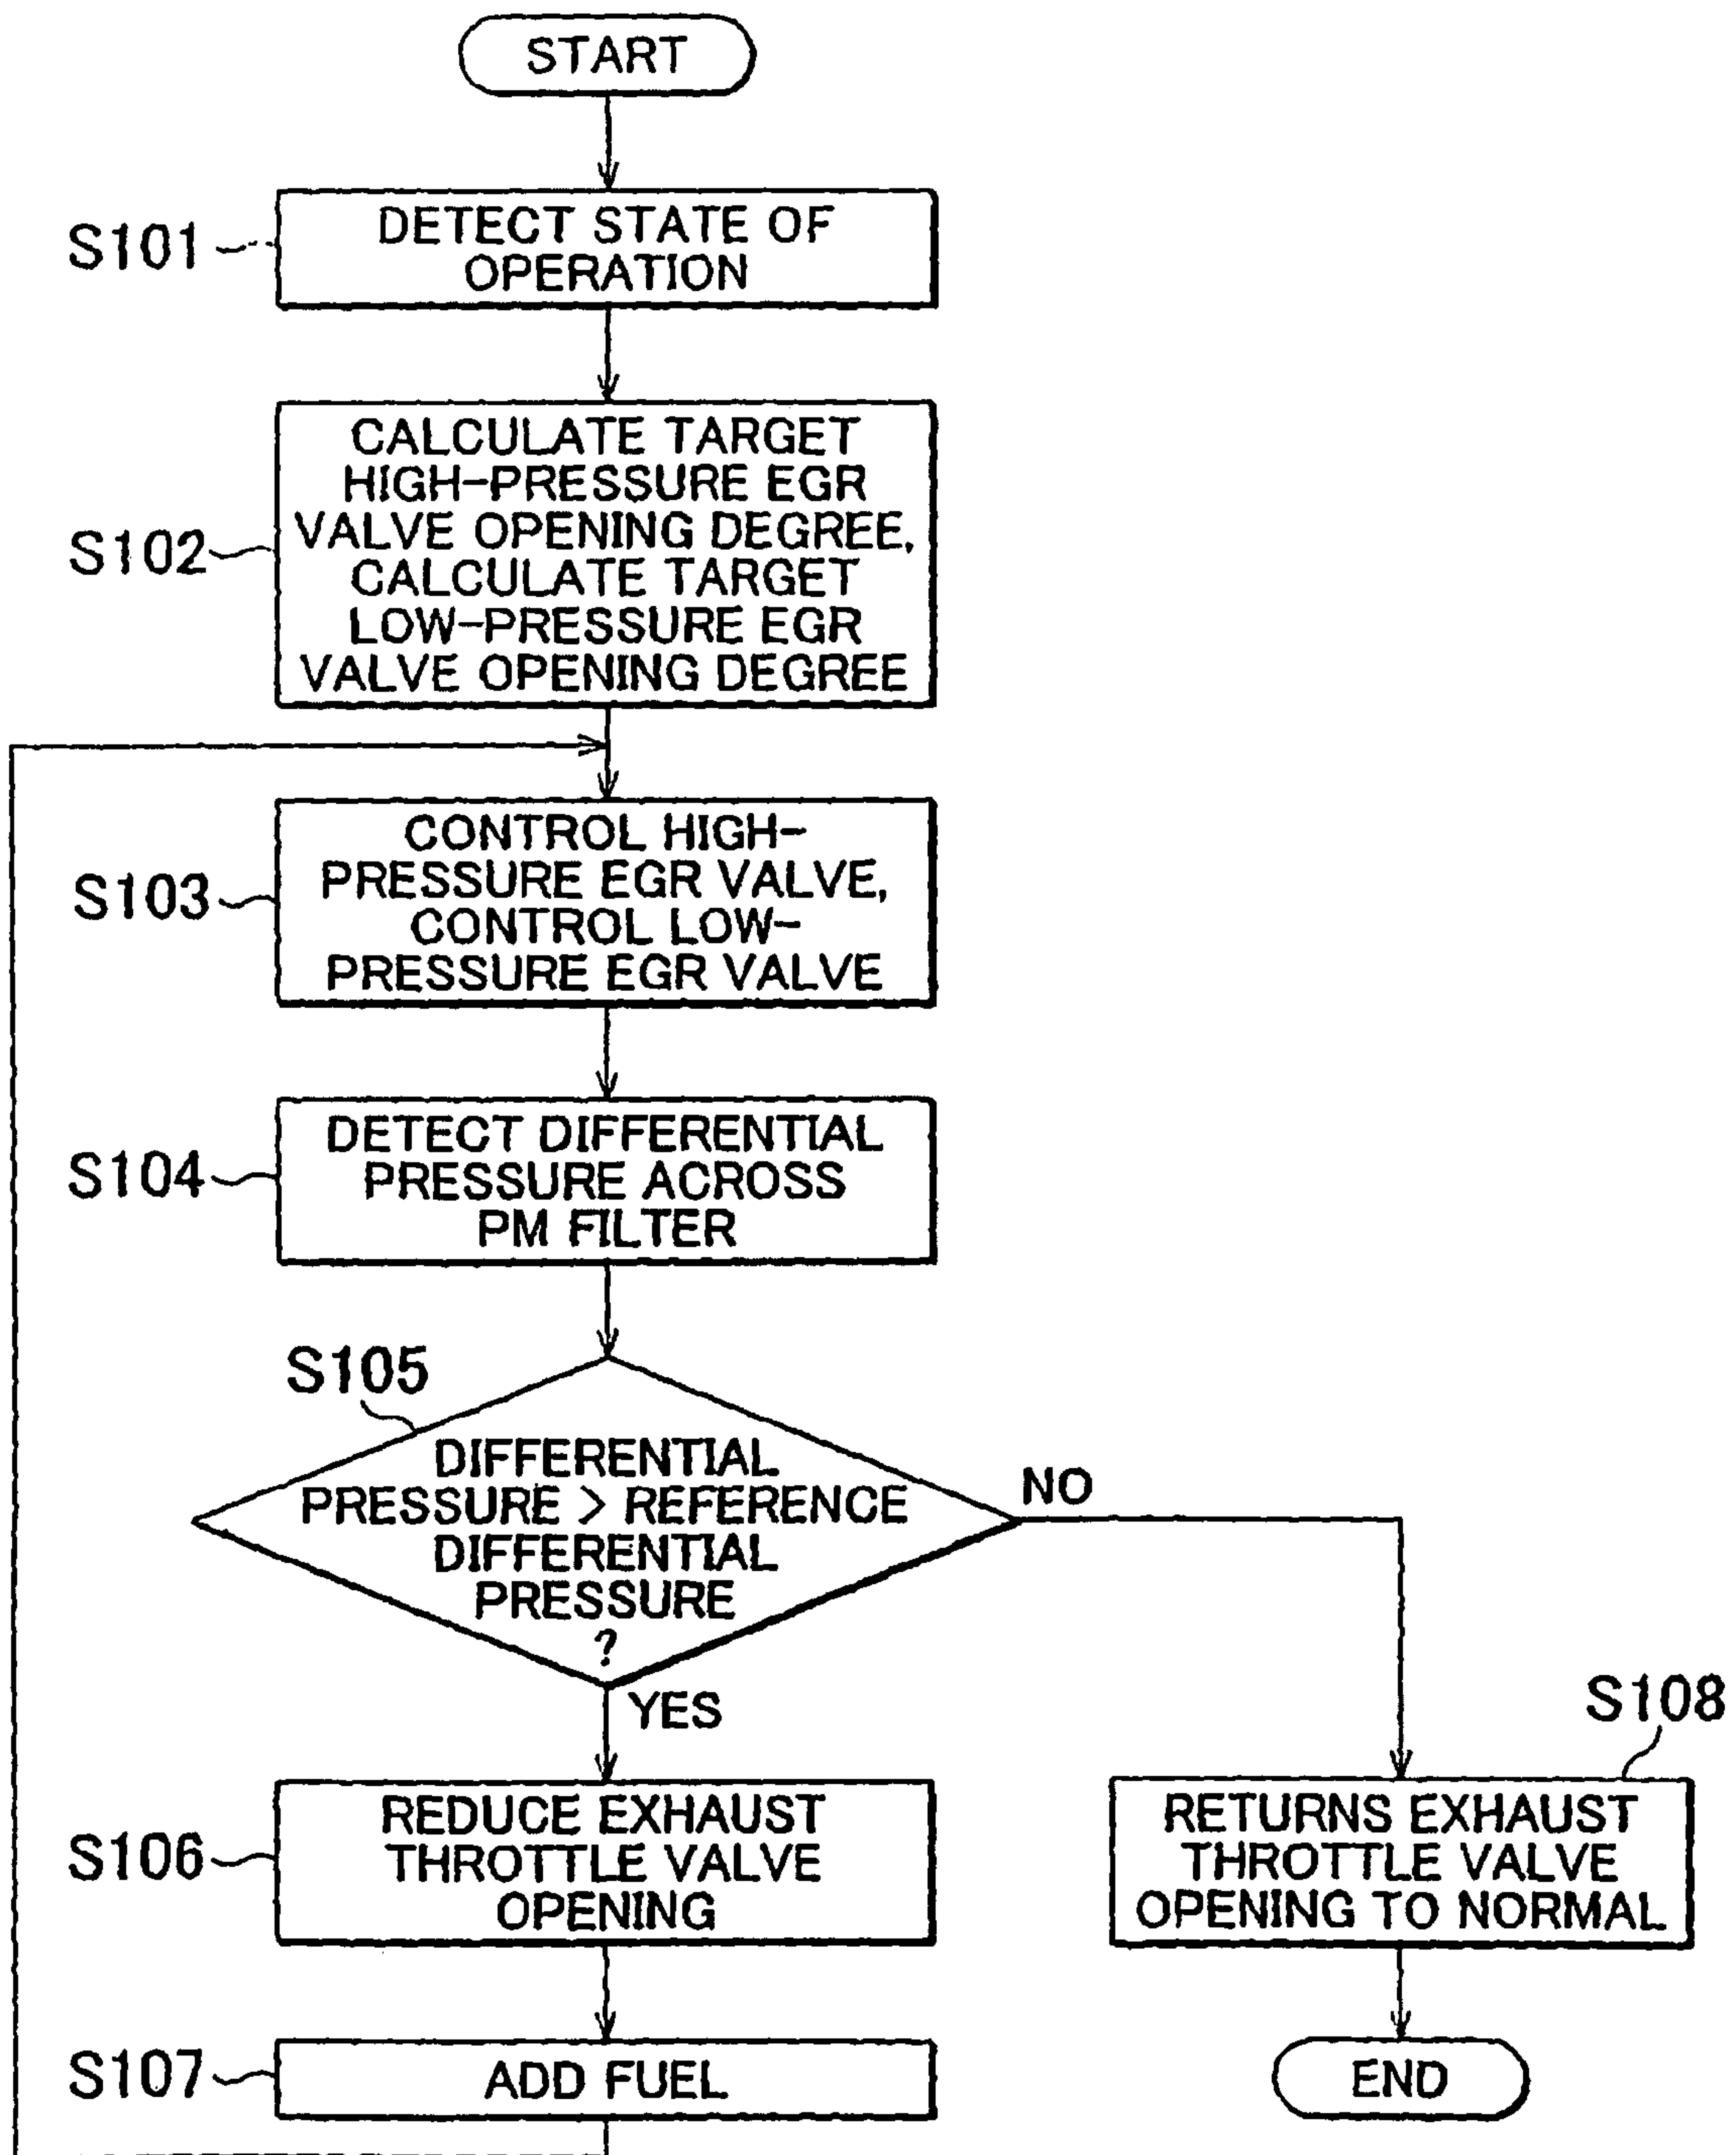 START
S101
DETECT STATE OF
OPERATION
S102
CALCULATE TARGET
HIGH-PRESSURE EGR
VALVE OPENING DEGREE,
CALCULATE TARGET
LOW-PRESSURE EGR
VALVE OPENING DEGREE
S103
CONTROL HIGH-
PRESSURE EGR VALVE,
CONTROL LOW-
PRESSURE EGR VALVE
S104
DETECT DIFFERENTIAL
PRESSURE ACROSS
PM FILTER
S105
DIFFERENTIAL
PRESSURE > REFERENCE
DIFFERENTIAL
PRESSURE
?
NO
YES
S106
REDUCE EXHAUST
THROTTLE VALVE
OPENING
S108
RETURNS EXHAUST
THROTTLE VALVE
OPENING TO NORMAL
S107
ADD FUEL
END